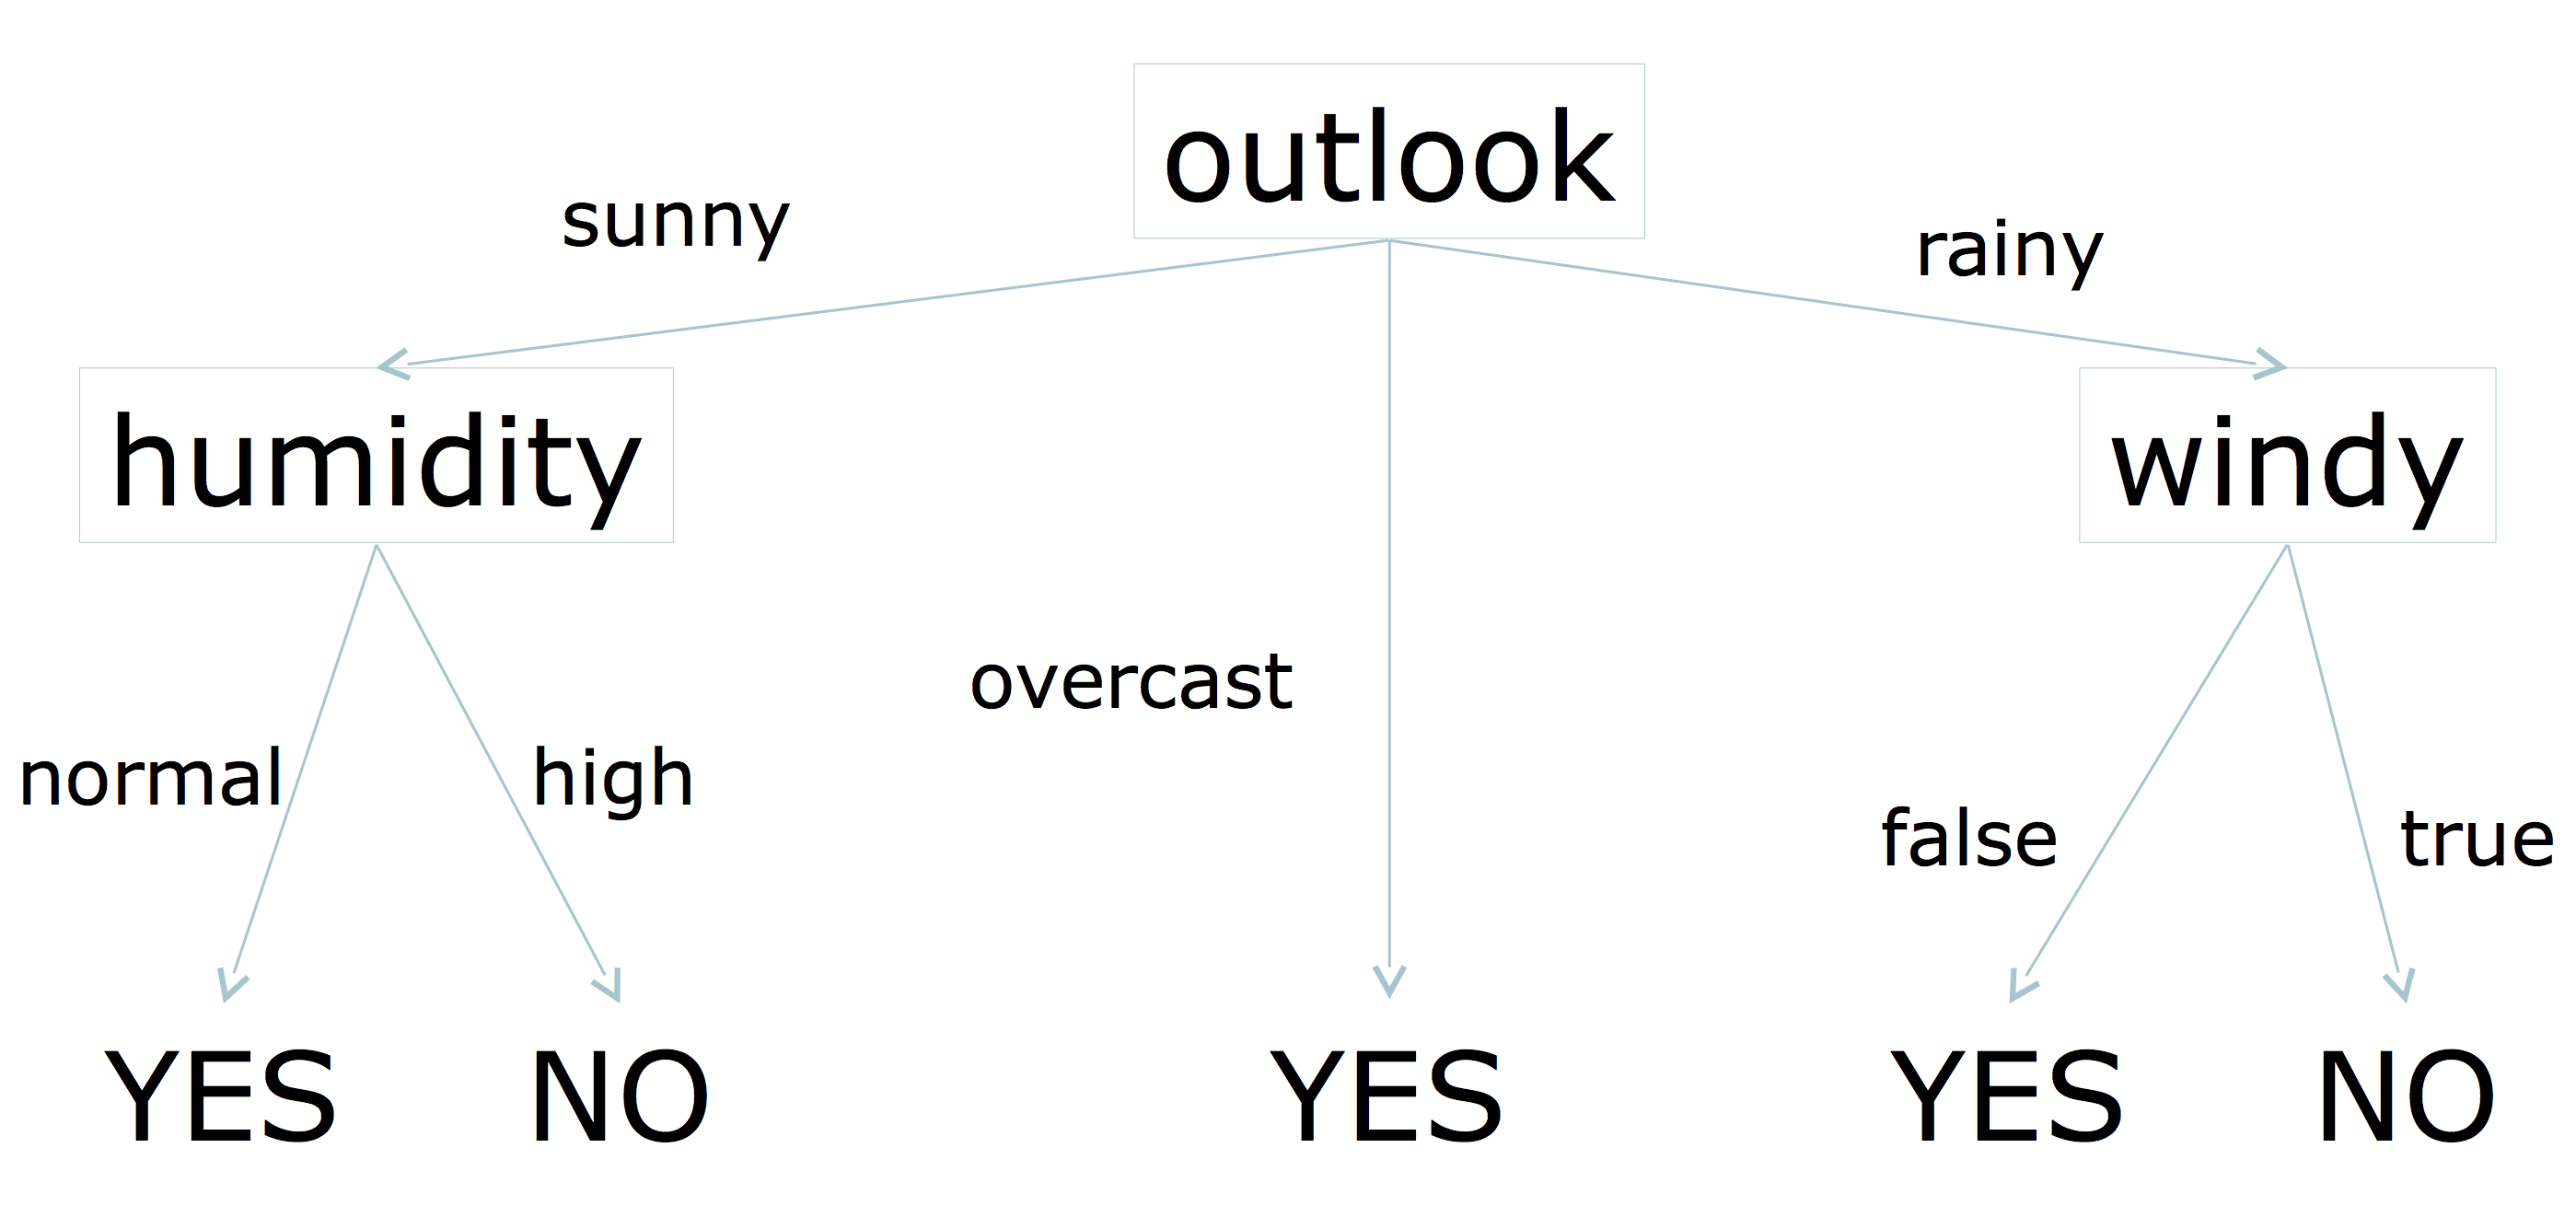 outlook
sunny
rainy
humidity
windy
overcast
normal
high
false
true
YES
NO
YES
YES
NO